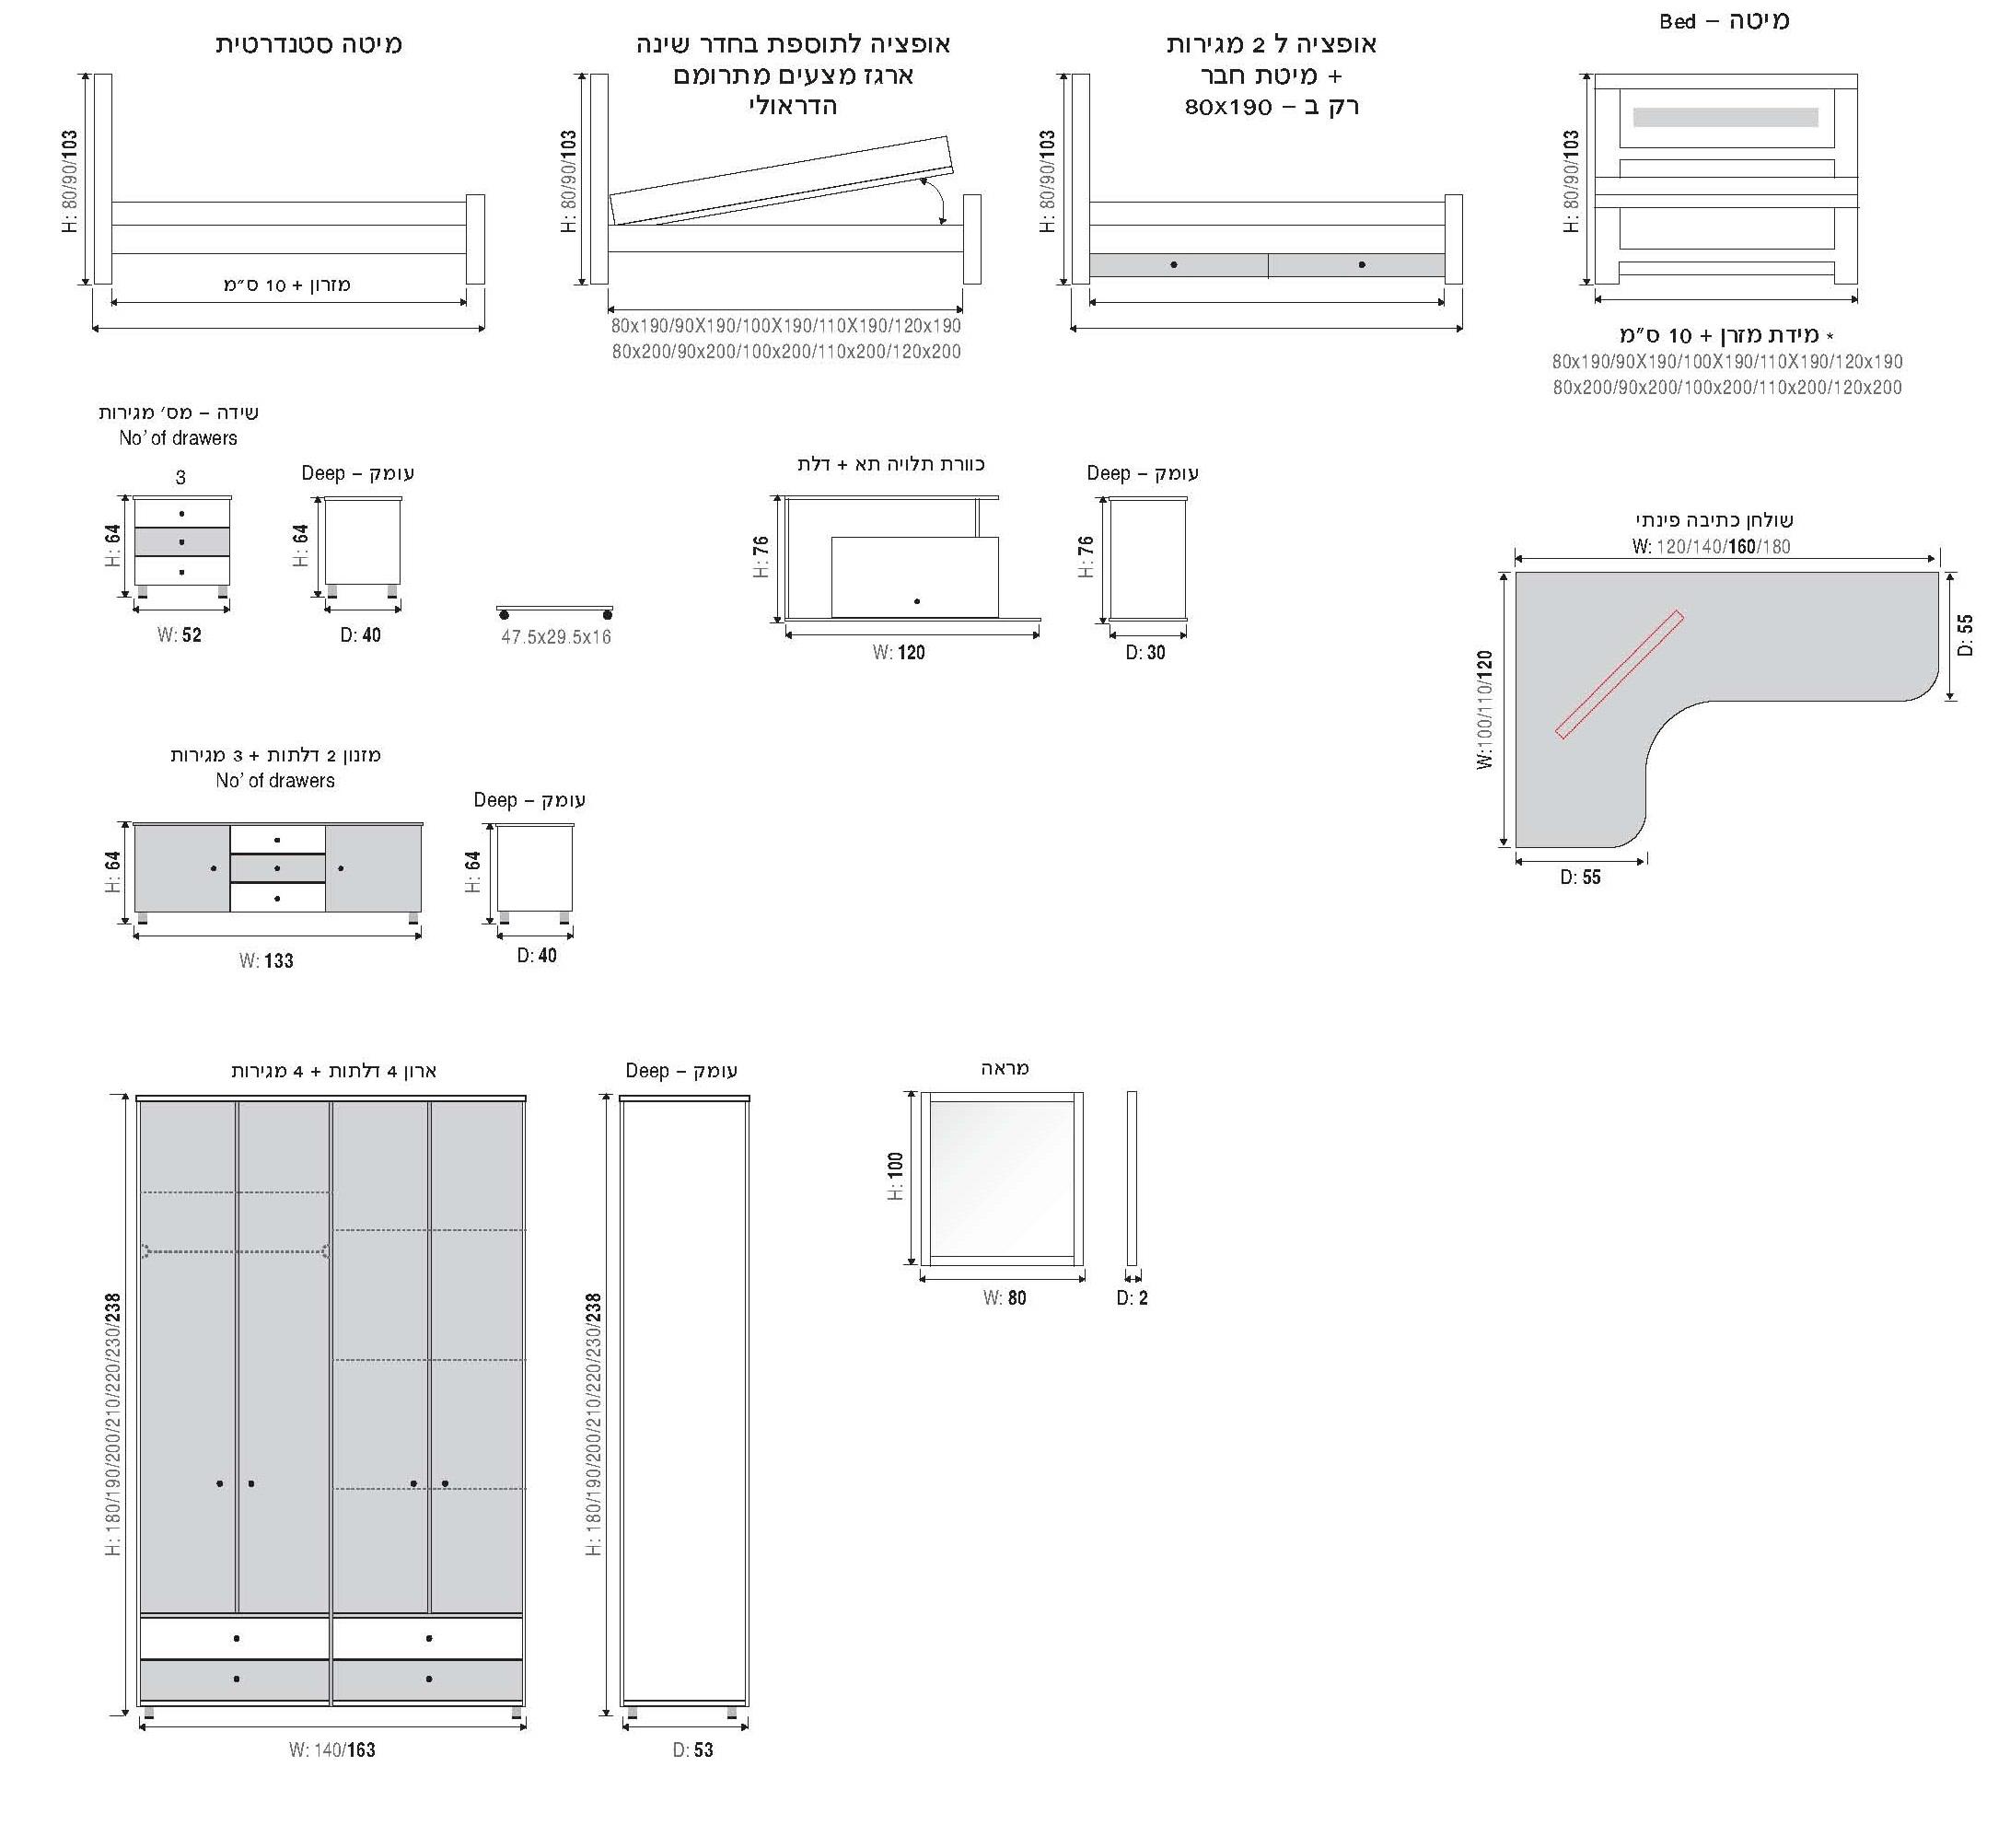 מיטה – Bed
H: 80/90/103
* מידת מזרן + 10 ס"מ
80x190/90X190/100X190/110X190/120x190
80x200/90x200/100x200/110x200/120x200
אופציה ל 2 מגירות
+ מיטת חבר
רק ב – 80X190
H: 80/90/103
אופציה לתוספת בחדר שינה
ארגז מצעים מתרומם
הדראולי
H: 80/90/103
80x190/90X190/100X190/110X190/120x190
80x200/90x200/100x200/110x200/120x200
מיטה סטנדרטית
H: 80/90/103
מזרון + 10 ס"מ
שידה – מס' מגירות
No' of drawers
3
H: 64
W: 52
עומק – Deep
H: 64
D: 40
47.5x29.5x16
כוורת תלויה תא + דלת
H: 76
W: 120
עומק – Deep
H: 76
D: 30
שולחן כתיבה פינתי
W: 120/140/160/180
D: 55
W:100/110/120
D: 55
מזנון 2 דלתות + 3 מגירות
No' of drawers
H: 64
W: 133
עומק – Deep
H: 64
D: 40
ארון 4 דלתות + 4 מגירות
H: 180/190/200/210/220/230/238
W: 140/163
עומק – Deep
H: 180/190/200/210/220/230/238
D: 53
מראה
H: 100
W: 80
D: 2